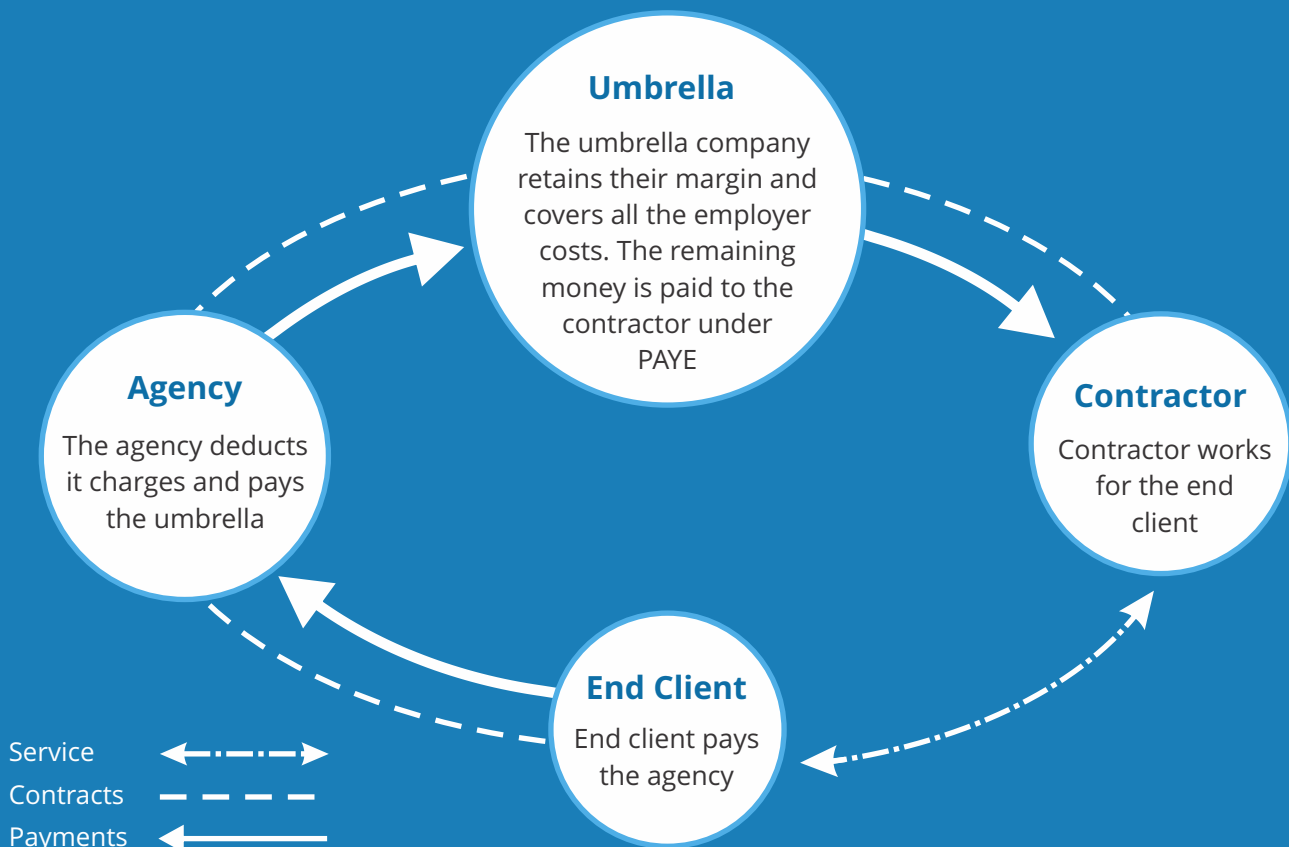 Umbrella
The umbrella company
retains their margin and
covers all the employer
costs. The remaining
money is paid to the
contractor under
PAYE
Agency
The agency deducts
it charges and pays
the umbrella
Contractor
Contractor works
for the end
client
End Client
End client pays
the agency
Service
Contracts
Payments